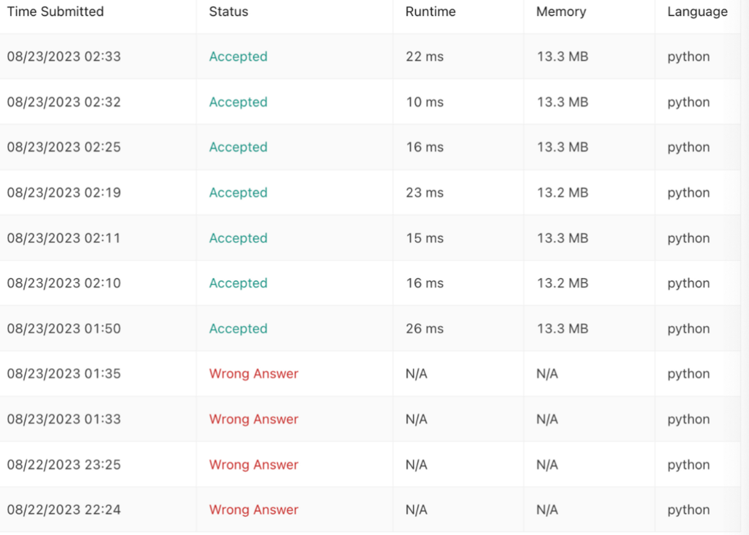 Time Submitted Status Runtime Memory Language
08/23/2023 02:33 Accepted 22 ms 13.3 MB python
08/23/2023 02:32 Accepted 10 ms 13.3 MB python
08/23/2023 02:25 Accepted 16 ms 13.3 MB python
08/23/2023 02:19 Accepted 23 ms 13.2 MB python
08/23/2023 02:11 Accepted 15 ms 13.3 MB python
08/23/2023 02:10 Accepted 16 ms 13.2 MB python
08/23/2023 01:50 Accepted 26 ms 13.3 MB python
08/23/2023 01:35 Wrong Answer N/A N/A python
08/23/2023 01:33 Wrong Answer N/A N/A python
08/22/2023 23:25 Wrong Answer N/A N/A python
08/22/2023 22:24 Wrong Answer N/A N/A python